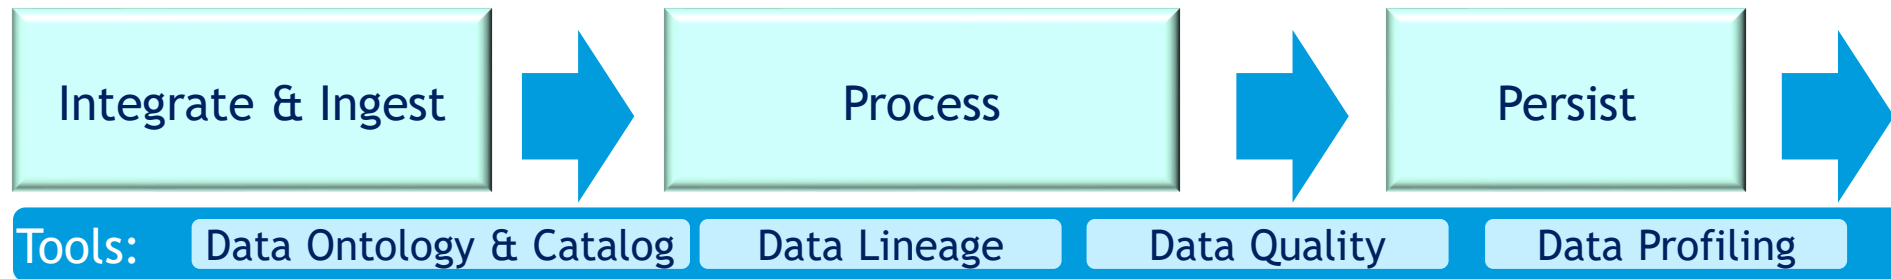 Integrate & Ingest
Process
Persist
Tools:
Data Ontology & Catalog
Data Lineage
Data Quality
Data Profiling